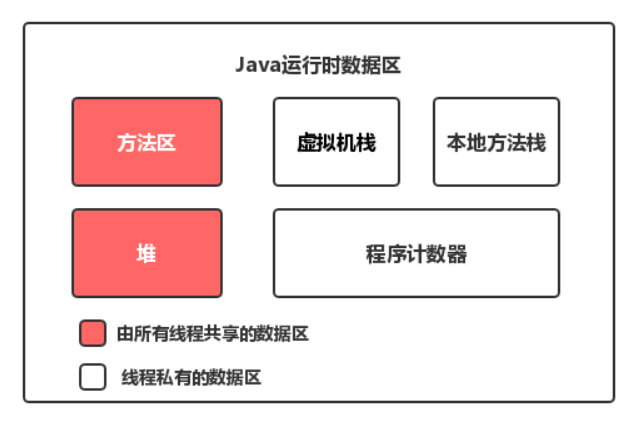 Java运行时数据区
方法区
虚拟机栈
本地方法栈
堆
程序计数器
由所有线程共享的数据区
线程私有的数据区